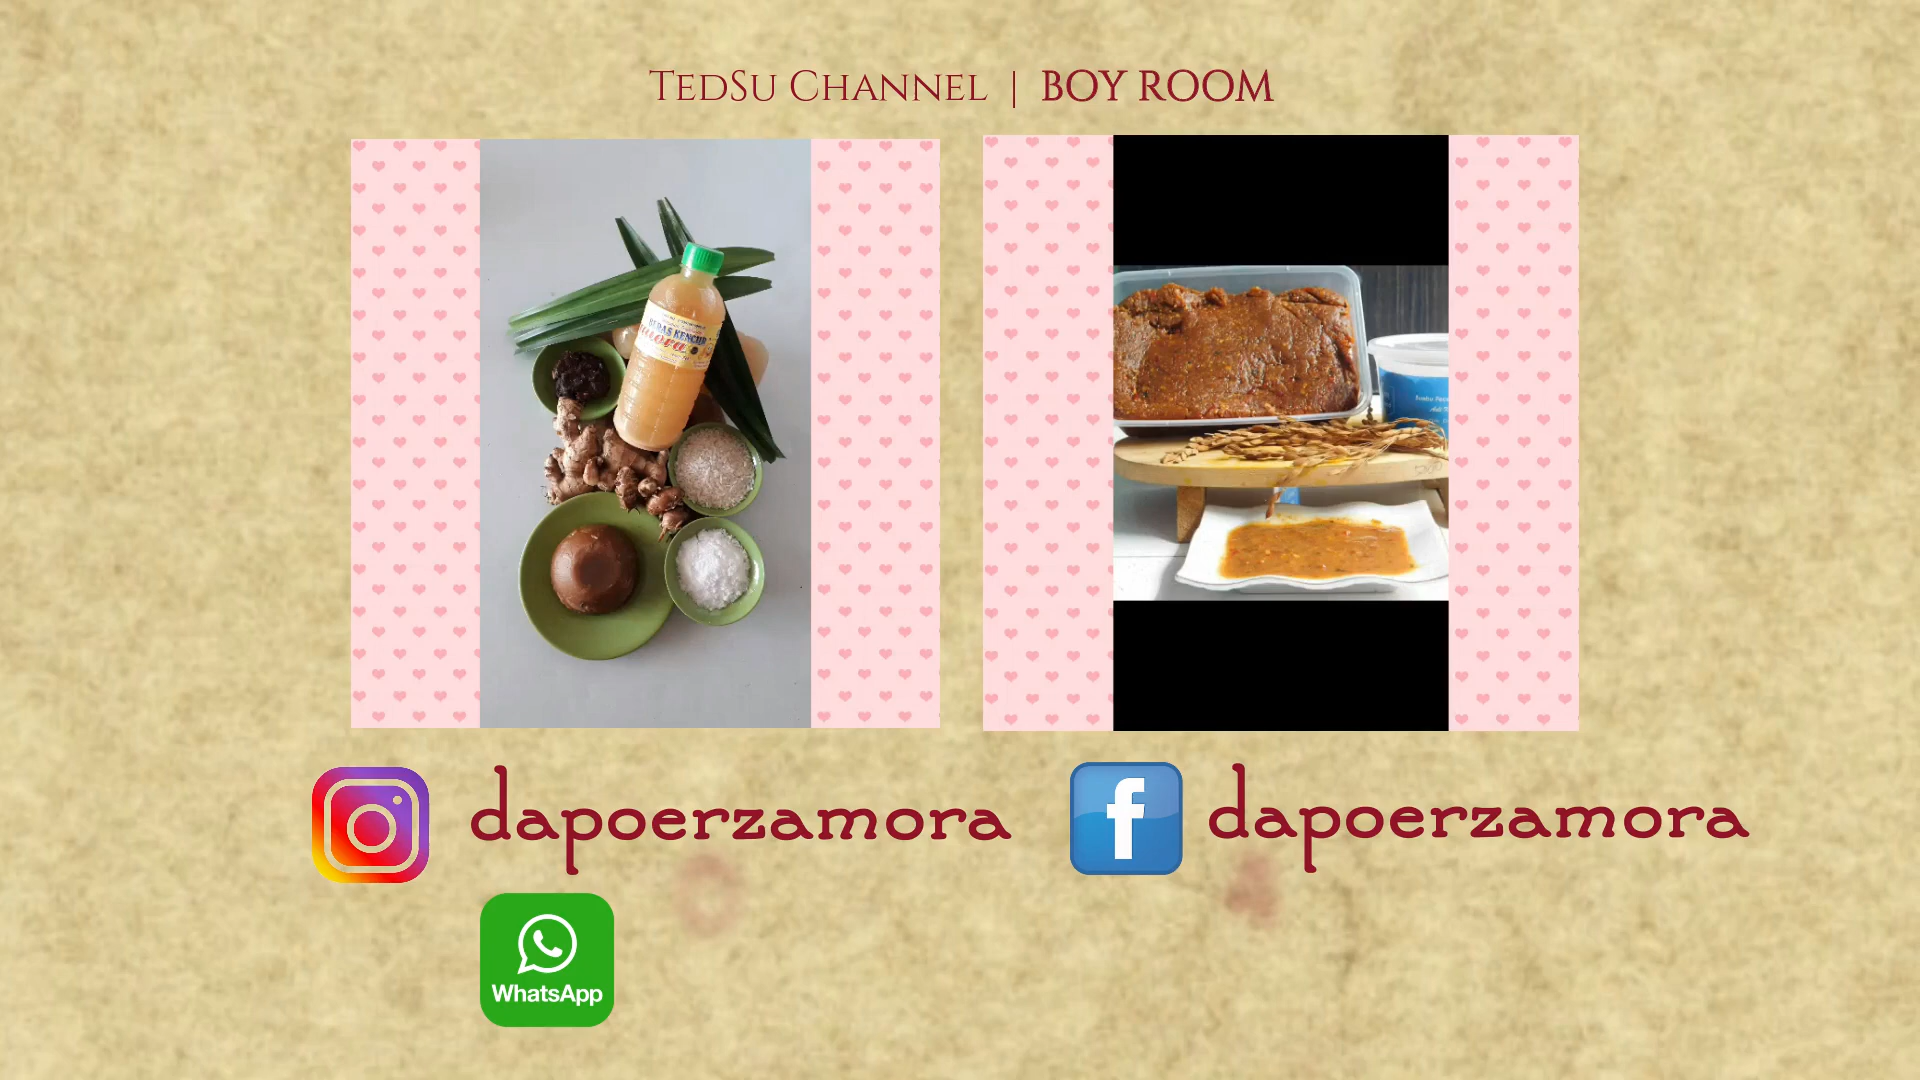 TEDSU CHANNEL | BOY ROOM
BERAS KENCUR
dapoerzamora
dapoerzamora
WhatsApp